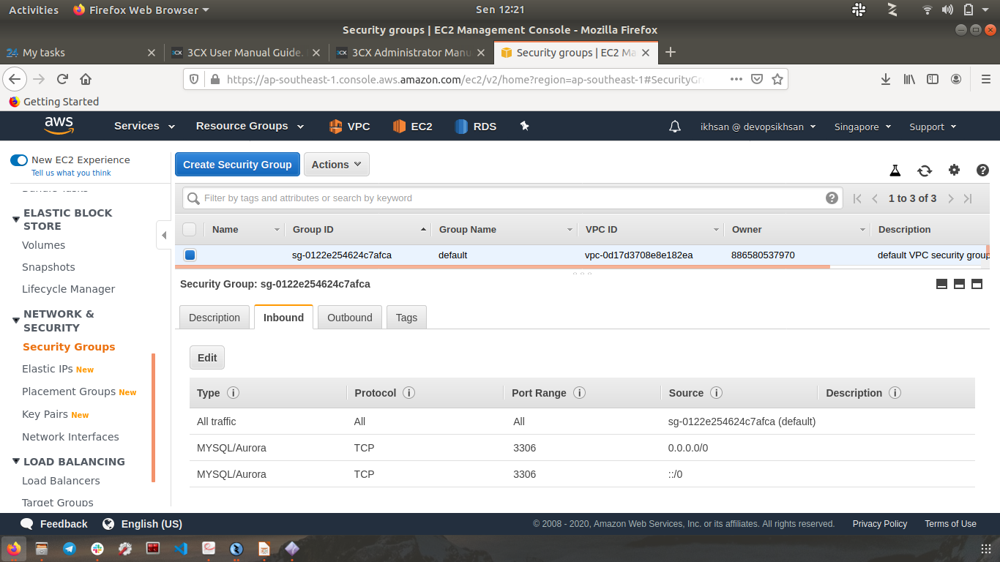 Activities Firefox Web Browser Sen 12:21
Security groups | EC2 Management Console - Mozilla Firefox
24 My tasks 3CX 3CX User Manual Guide. 3CX 3CX Administrator Manu Security groups | EC2 Ma
https://ap-southeast-1.console.aws.amazon.com/ec2/v2/home?region=ap-southeast-1#SecurityGr
Getting Started
aws Services Resource Groups VPC EC2 RDS ikhsan @ devopsikhsan Singapore Support
New EC2 Experience
Tell us what you think
Create Security Group Actions
Bundle Tasks
ELASTIC BLOCK
STORE
Volumes
Snapshots
Lifecycle Manager
NETWORK &
SECURITY
Security Groups
Elastic IPs New
Placement Groups New
Key Pairs New
Network Interfaces
LOAD BALANCING
Load Balancers
Target Groups
Filter by tags and attributes or search by keyword 1 to 3 of 3
Name Group ID Group Name VPC ID Owner Description
sg-0122e254624c7afca default vpc-0d17d3708e8e182ea 886580537970 default VPC security group
Security Group: sg-0122e254624c7afca
Description Inbound Outbound Tags
Edit
Type Protocol Port Range Source Description
All traffic All All sg-0122e254624c7afca (default)
MYSQL/Aurora TCP 3306 0.0.0.0/0
MYSQL/Aurora TCP 3306 ::/0
Feedback English (US) © 2008 - 2020, Amazon Web Services, Inc. or its affiliates. All rights reserved. Privacy Policy Terms of Use